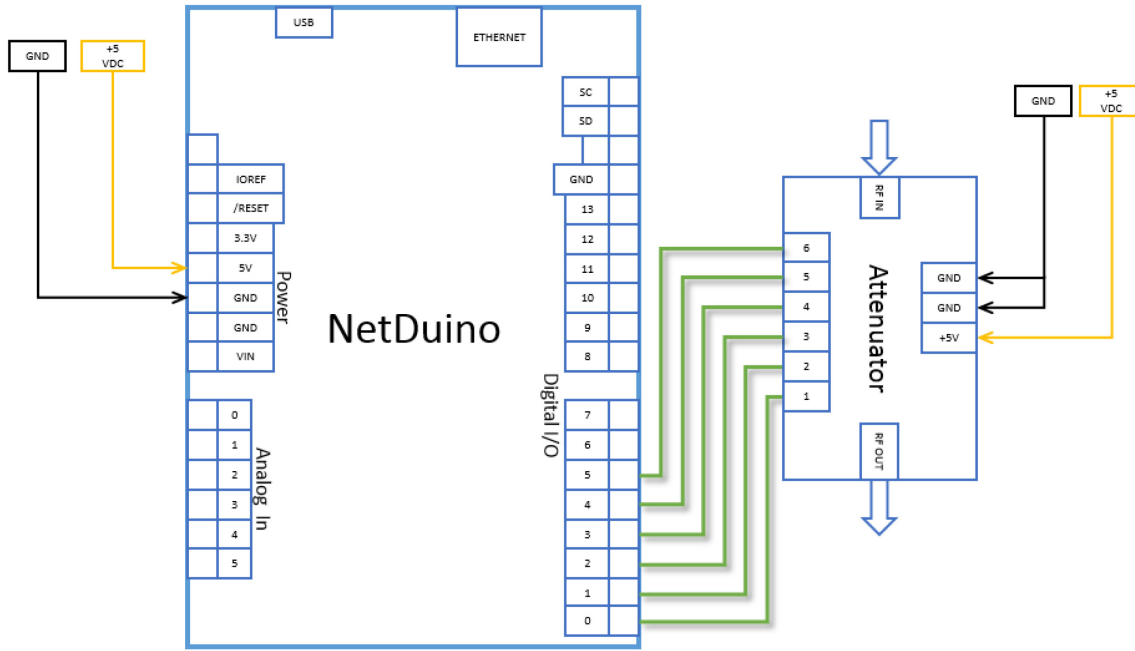 USB
ETHERNET
GND
+5
VDC
SC
SD
GND
13
12
11
10
9
8
IOREF
/RESET
3.3V
5V
GND
GND
VIN
Power
NetDuino
0
1
2
3
4
5
Analog In
Digital I/O
7
6
5
4
3
2
1
0
GND
+5
VDC
RF IN
6
5
4
3
2
1
Attenuator
GND
GND
+5V
RF OUT